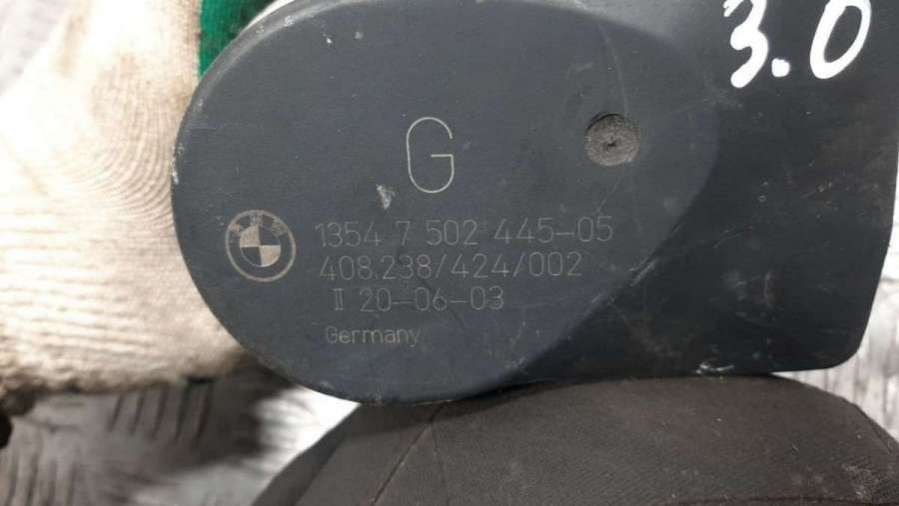 3.0
G
1354 7 502 445-05
408.238/424/002
II 20-06-03
Germany